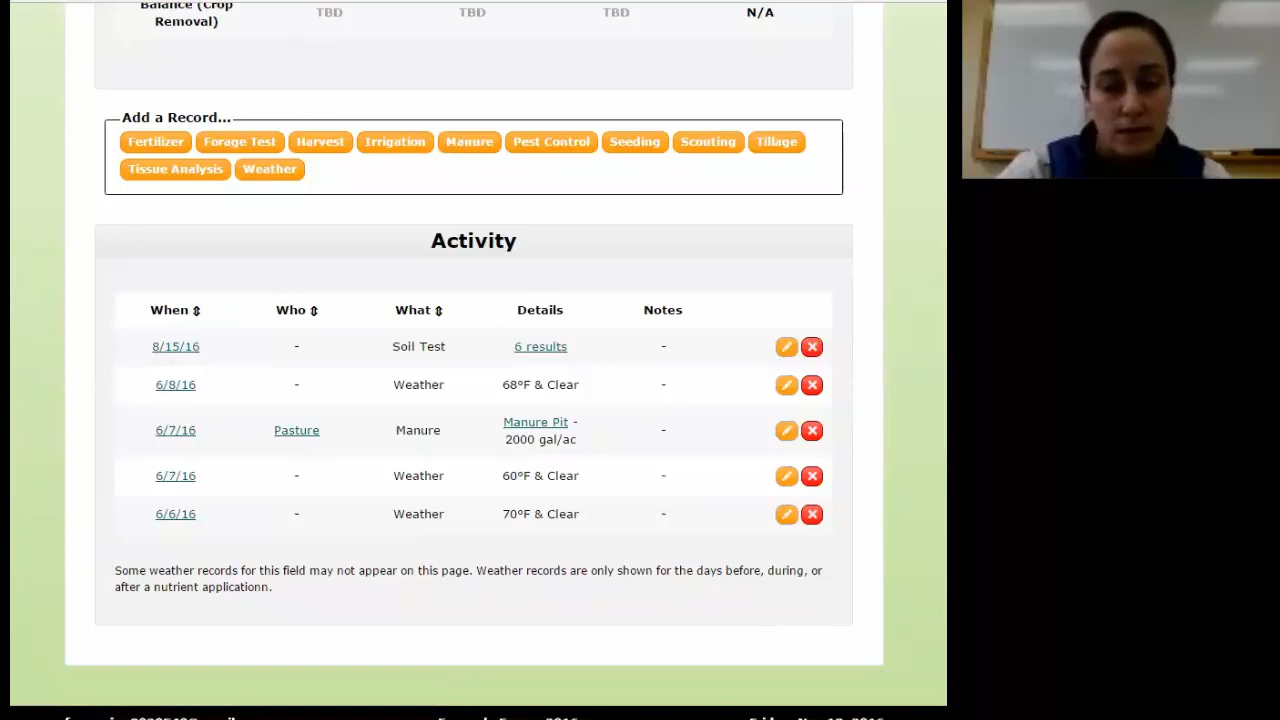 Balance (Crop
Removal)
TBD TBD TBD N/A
Add a Record...
Fertilizer Forage Test Harvest Irrigation Manure Pest Control Seeding Scouting Tillage
Tissue Analysis Weather
Activity
When ⇕ Who ⇕ What ⇕ Details Notes
8/15/16 - Soil Test 6 results -
6/8/16 - Weather 68°F & Clear -
6/7/16 Pasture Manure Manure Pit -
2000 gal/ac -
6/7/16 - Weather 60°F & Clear -
6/6/16 - Weather 70°F & Clear -
Some weather records for this field may not appear on this page. Weather records are only shown for the days before, during, or
after a nutrient applicationn.